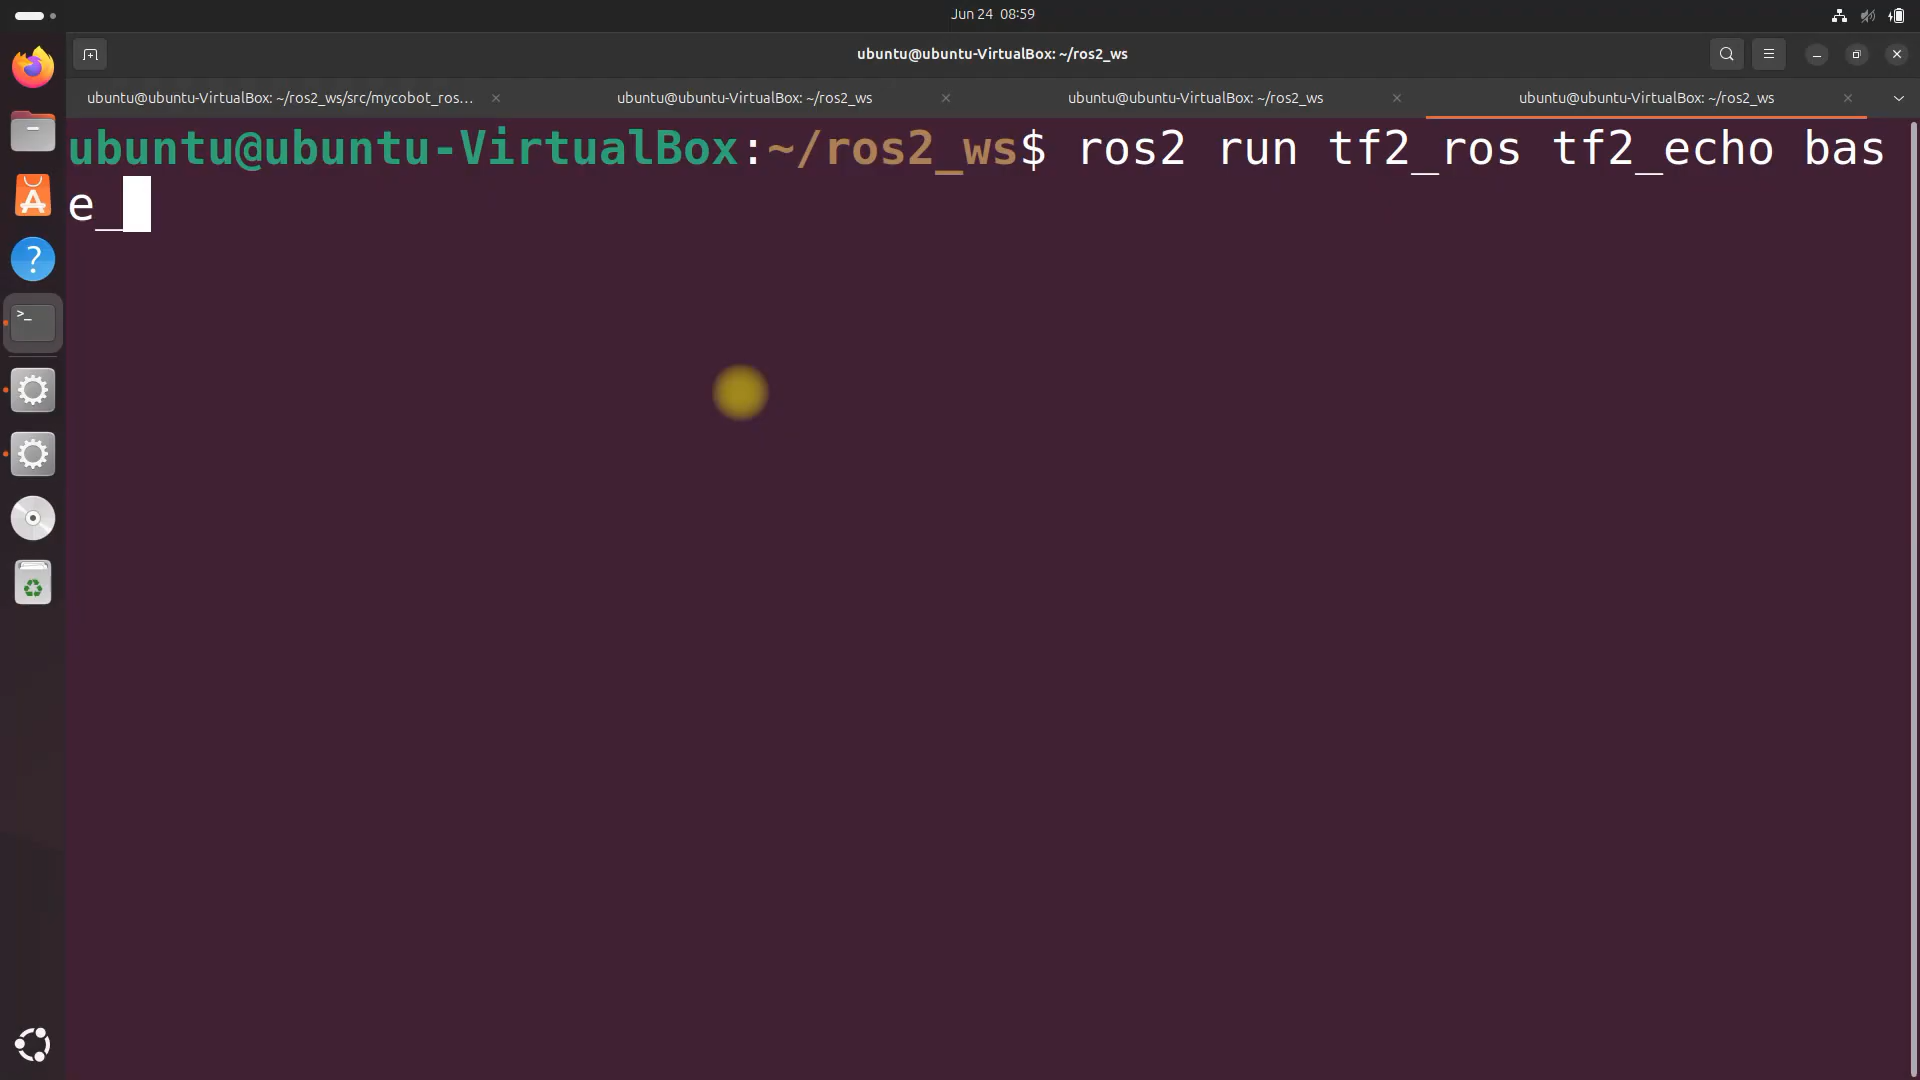 Jun 24 08:59
ubuntu@ubuntu-VirtualBox: ~/ros2_ws
ubuntu@ubuntu-VirtualBox: ~/ros2_ws/src/mycobot_ros…
ubuntu@ubuntu-VirtualBox: ~/ros2_ws
ubuntu@ubuntu-VirtualBox: ~/ros2_ws
ubuntu@ubuntu-VirtualBox: ~/ros2_ws
ubuntu@ubuntu-VirtualBox:~/ros2_ws$ ros2 run tf2_ros tf2_echo bas
e_